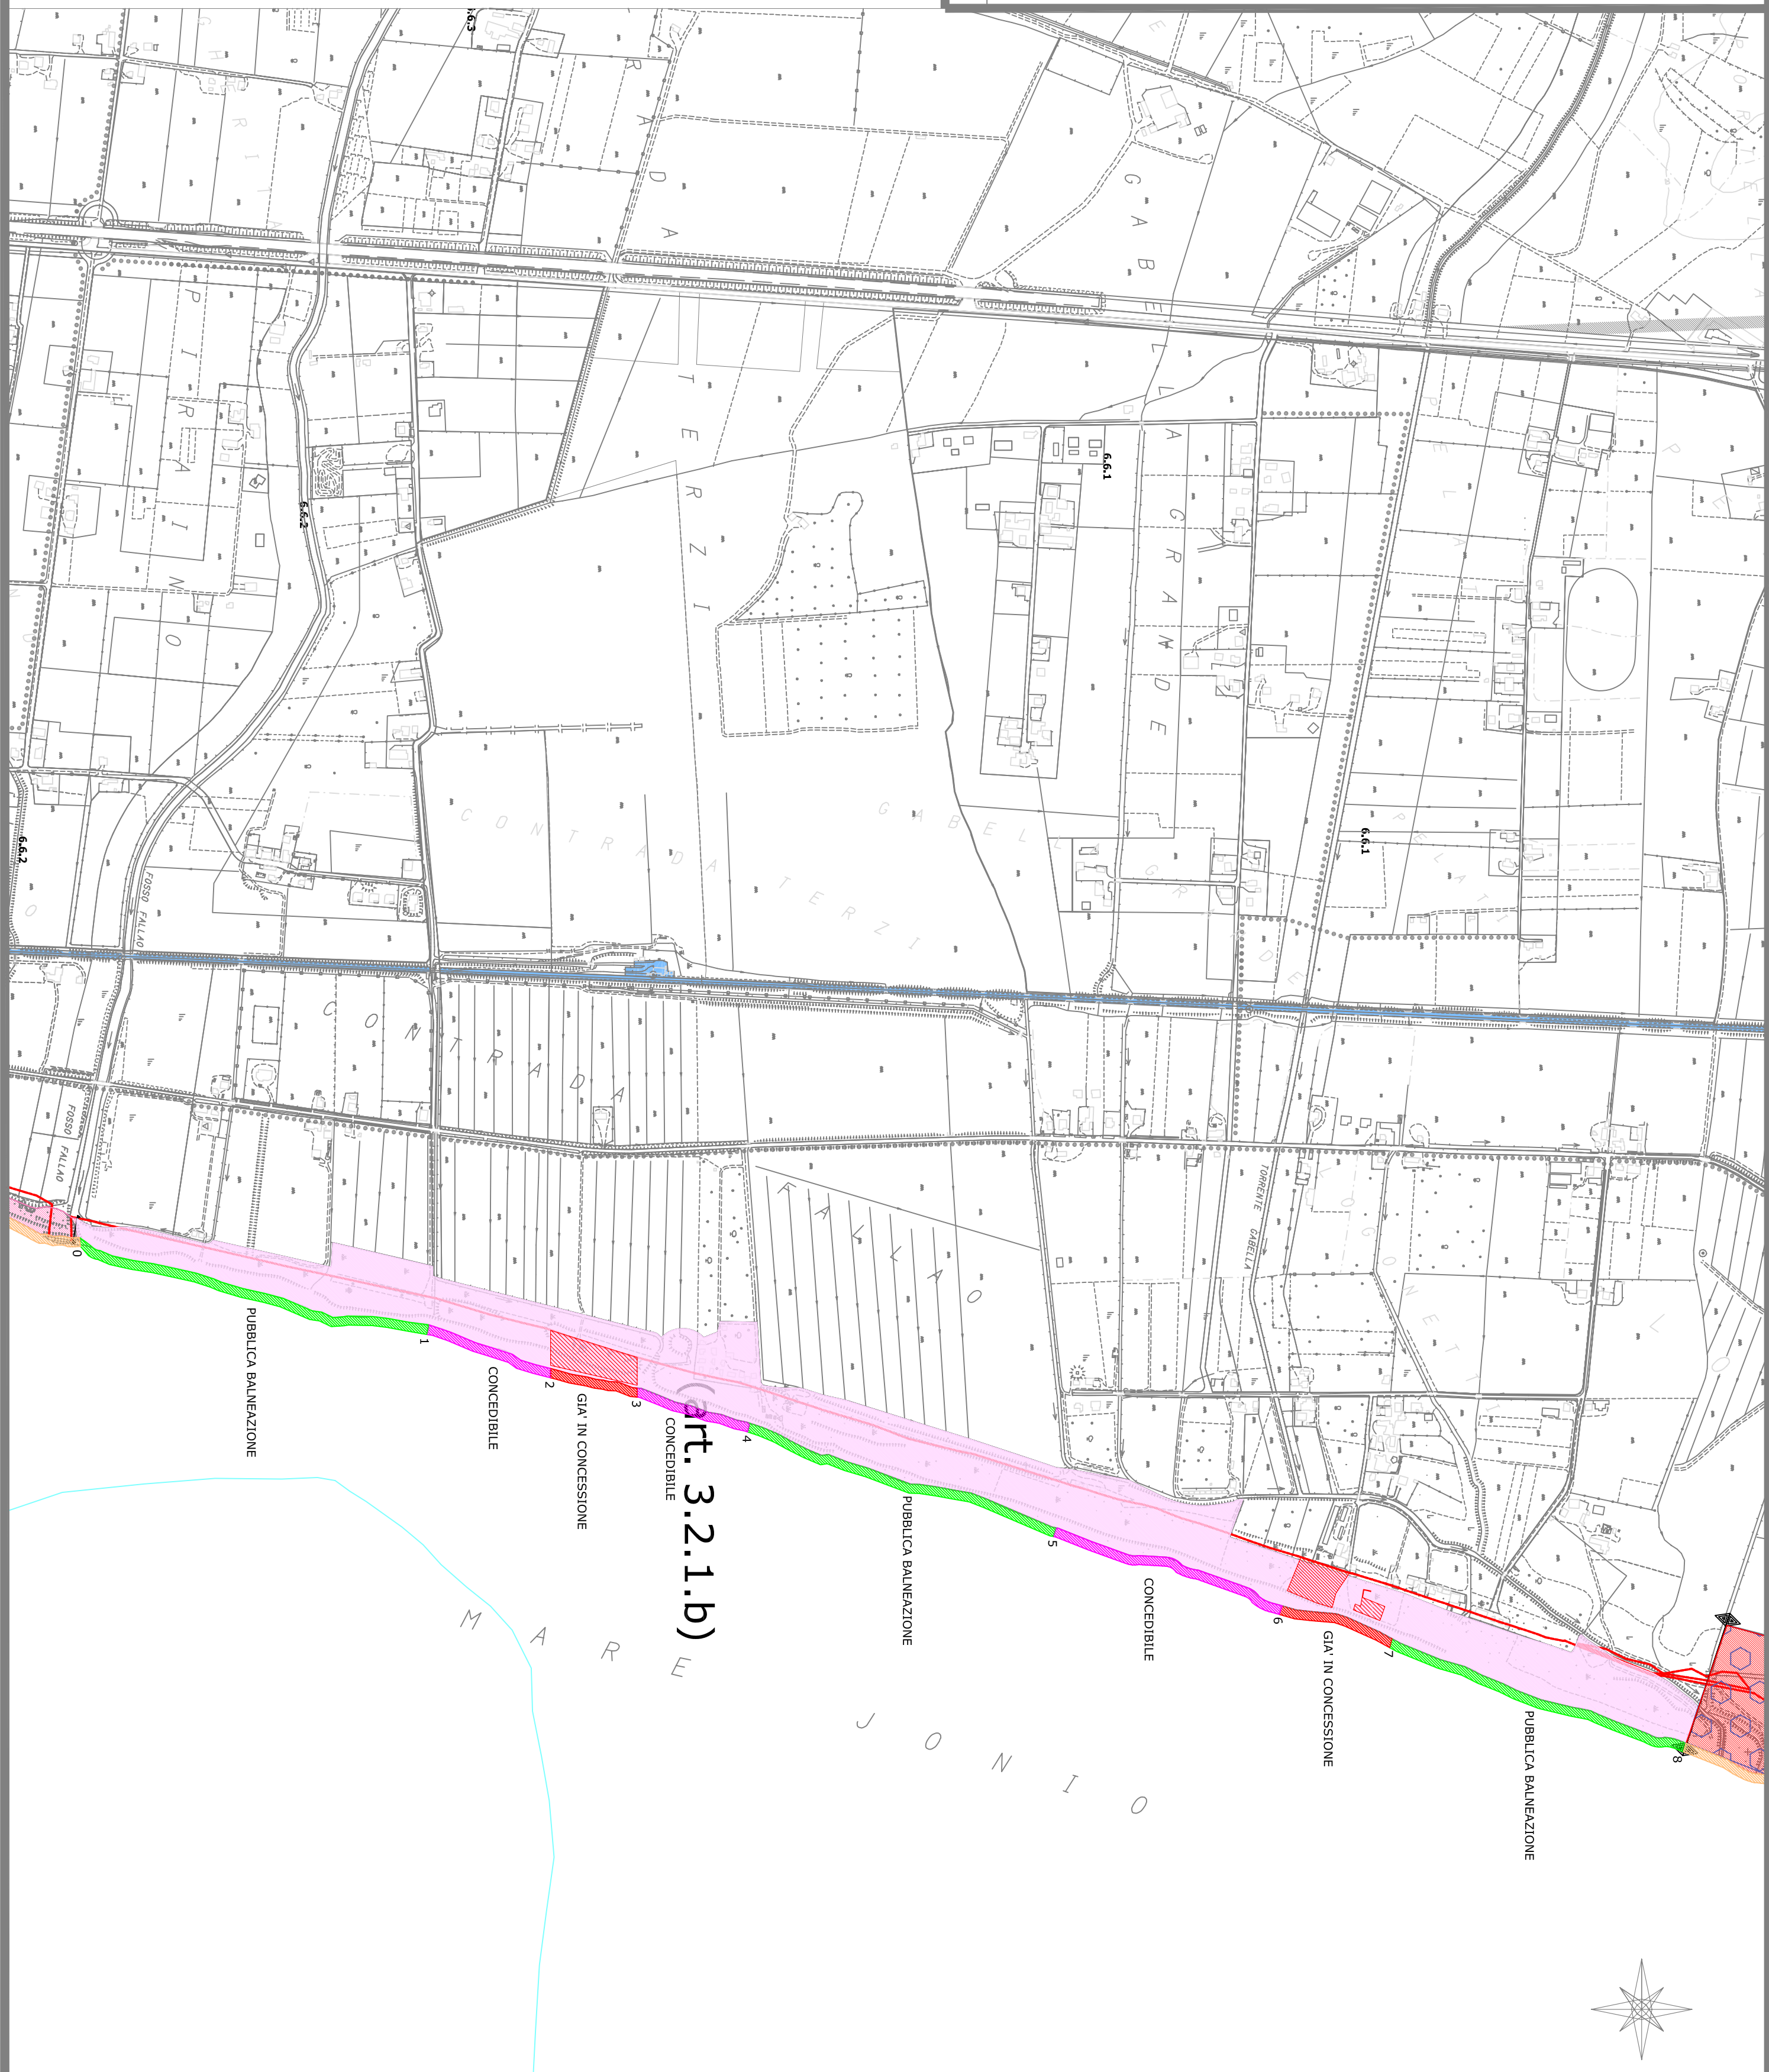 6.6.3
R A D A
G A B E L L A G R A N D E
R I T A
P I R A I N O
T E R Z I
6.6.1
6.6.2
6.6.1
6.6.2
C O N T R A D A T E R Z I
G A B E L L A G R A N D E
P E L A T I
FOSSO FALLAO
C O N T R A D A
F A L L A O
FOSSO FALLAO
TORRENTE GABELLA
0
PUBBLICA BALNEAZIONE
1
CONCEDIBILE
2
GIA' IN CONCESSIONE
3
CONCEDIBILE
(art. 3.2.1.b)
4
PUBBLICA BALNEAZIONE
5
CONCEDIBILE
6
GIA' IN CONCESSIONE
7
PUBBLICA BALNEAZIONE
8
M A R E J O N I O